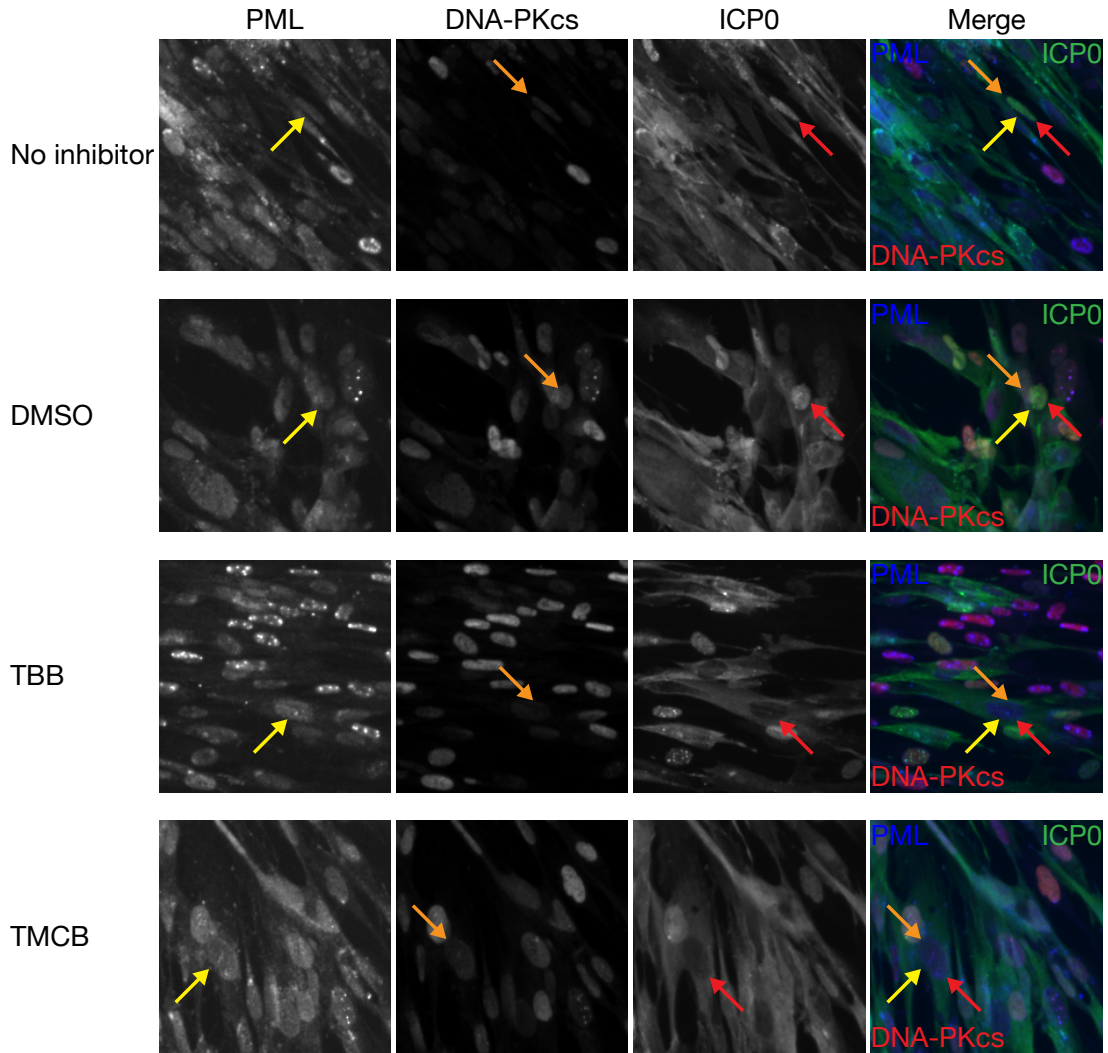 PML DNA-PKcs ICP0 Merge
No inhibitor
PML ICP0
DNA-PKcs
DMSO
PML ICP0
DNA-PKcs
TBB
PML ICP0
DNA-PKcs
TMCB
PML ICP0
DNA-PKcs